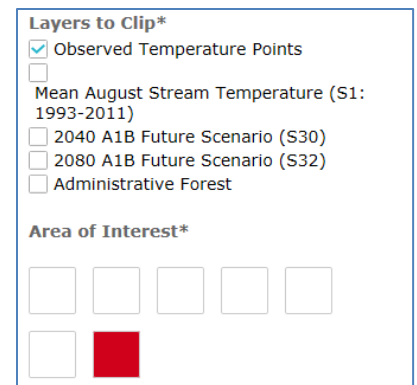 Layers to Clip*
Observed Temperature Points
Mean August Stream Temperature (S1:
1993-2011)
2040 A1B Future Scenario (S30)
2080 A1B Future Scenario (S32)
Administrative Forest
Area of Interest*